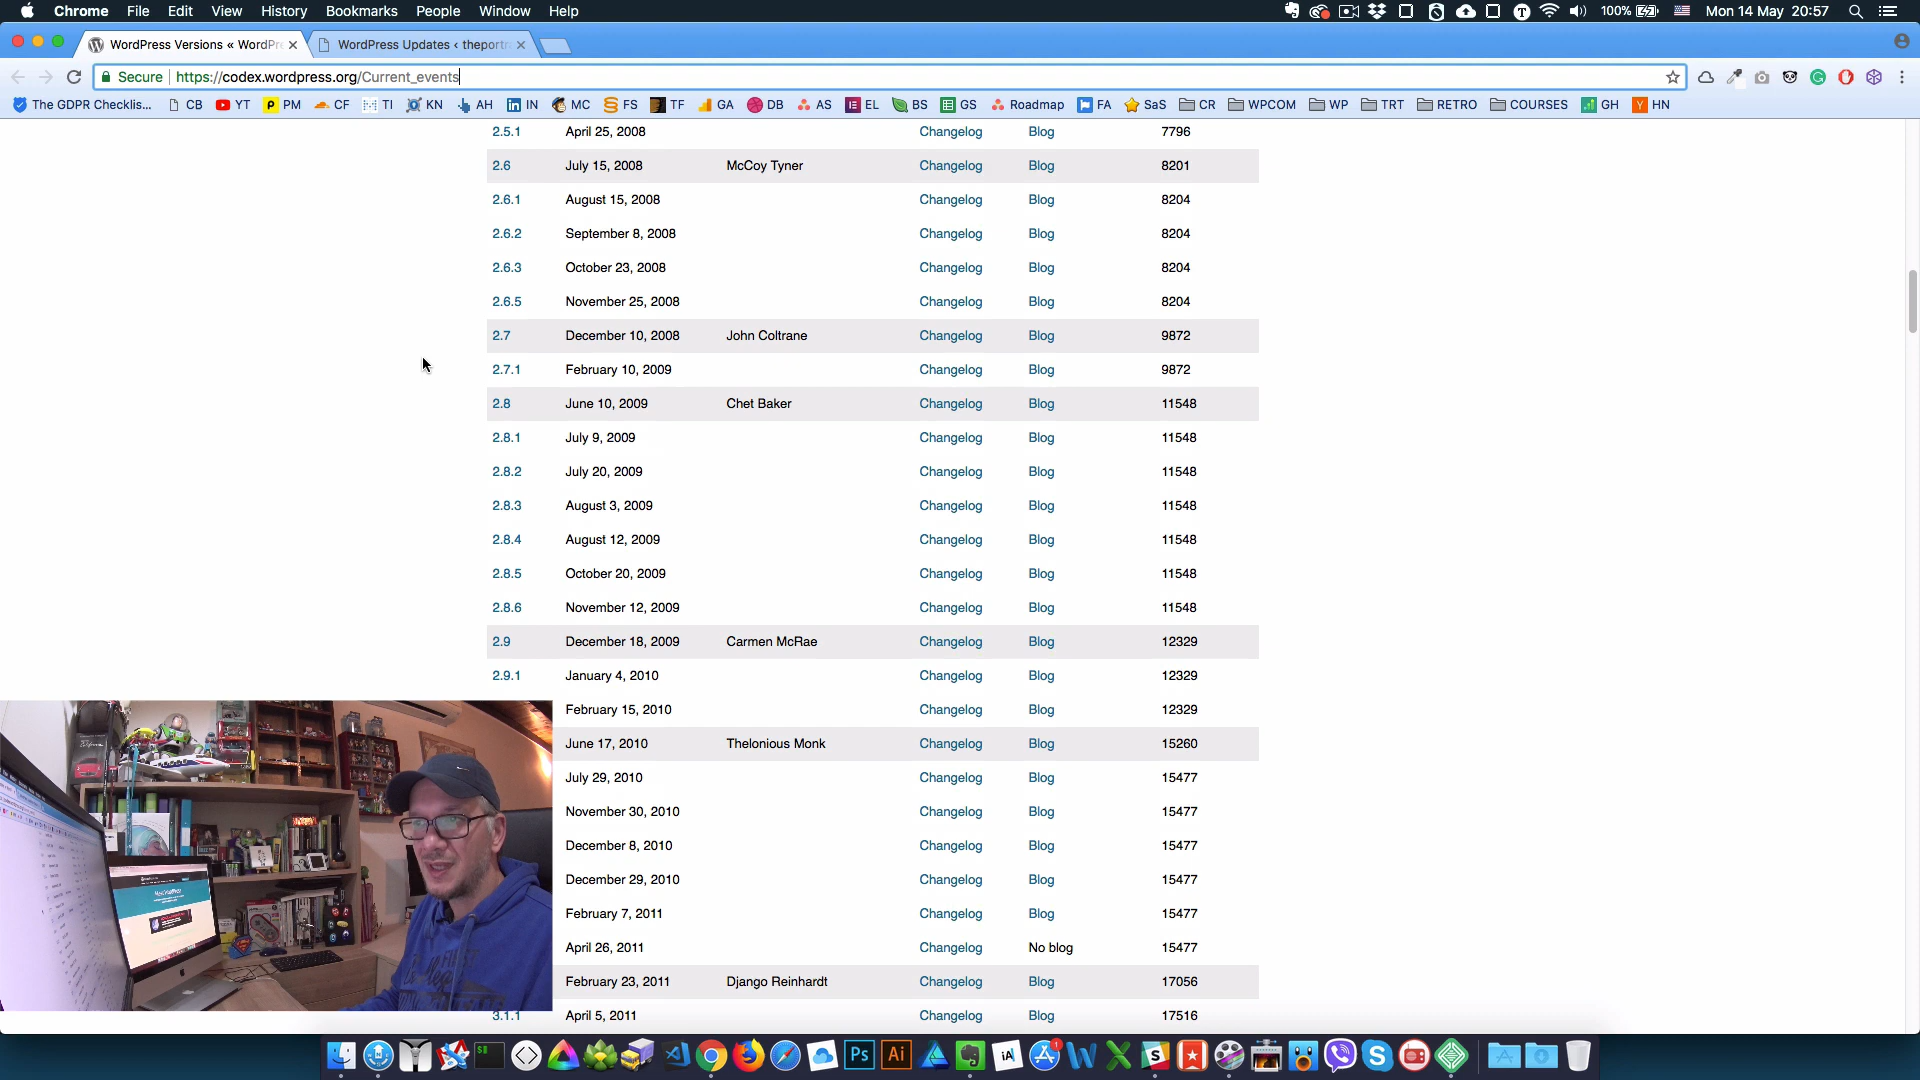 Chrome File Edit View History Bookmarks People Window Help 100% Mon 14 May 20:57
WordPress Versions « WordPr WordPress Updates ‹ theportr
Secure https://codex.wordpress.org/Current_events
The GDPR Checklis... CB YT PM CF TI KN AH IN MC FS TF GA DB AS EL BS GS Roadmap FA SaS CR WPCOM WP TRT RETRO COURSES GH HN
2.5.1 April 25, 2008 Changelog Blog 7796
2.6 July 15, 2008 McCoy Tyner Changelog Blog 8201
2.6.1 August 15, 2008 Changelog Blog 8204
2.6.2 September 8, 2008 Changelog Blog 8204
2.6.3 October 23, 2008 Changelog Blog 8204
2.6.5 November 25, 2008 Changelog Blog 8204
2.7 December 10, 2008 John Coltrane Changelog Blog 9872
2.7.1 February 10, 2009 Changelog Blog 9872
2.8 June 10, 2009 Chet Baker Changelog Blog 11548
2.8.1 July 9, 2009 Changelog Blog 11548
2.8.2 July 20, 2009 Changelog Blog 11548
2.8.3 August 3, 2009 Changelog Blog 11548
2.8.4 August 12, 2009 Changelog Blog 11548
2.8.5 October 20, 2009 Changelog Blog 11548
2.8.6 November 12, 2009 Changelog Blog 11548
2.9 December 18, 2009 Carmen McRae Changelog Blog 12329
2.9.1 January 4, 2010 Changelog Blog 12329
February 15, 2010 Changelog Blog 12329
June 17, 2010 Thelonious Monk Changelog Blog 15260
July 29, 2010 Changelog Blog 15477
November 30, 2010 Changelog Blog 15477
December 8, 2010 Changelog Blog 15477
December 29, 2010 Changelog Blog 15477
February 7, 2011 Changelog Blog 15477
April 26, 2011 Changelog No blog 15477
February 23, 2011 Django Reinhardt Changelog Blog 17056
3.1.1 April 5, 2011 Changelog Blog 17516